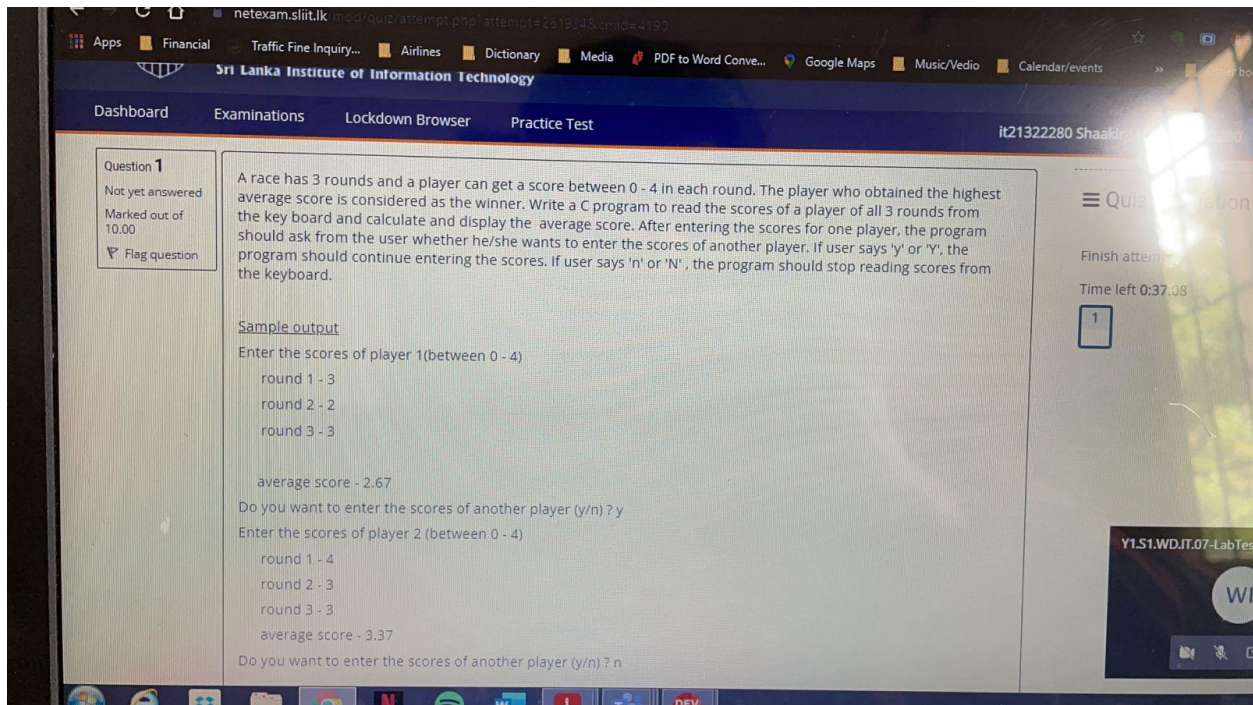 netexam.sliit.lk mod/quiz/attempt.php?attempt=261994&cmid=4190
Apps Financial Traffic Fine Inquiry... Airlines Dictionary Media PDF to Word Conve... Google Maps Music/Vedio Calendar/events »
Sri Lanka Institute of Information Technology
Dashboard Examinations Lockdown Browser Practice Test
it21322280
Question 1
Not yet answered
Marked out of
10.00
Flag question
A race has 3 rounds and a player can get a score between 0 - 4 in each round. The player who obtained the highest
average score is considered as the winner. Write a C program to read the scores of a player of all 3 rounds from
the key board and calculate and display the average score. After entering the scores for one player, the program
should ask from the user whether he/she wants to enter the scores of another player. If user says 'y' or 'Y', the
program should continue entering the scores. If user says 'n' or 'N' , the program should stop reading scores from
the keyboard.
Sample output
Enter the scores of player 1(between 0 - 4)
round 1 - 3
round 2 - 2
round 3 - 3
average score - 2.67
Do you want to enter the scores of another player (y/n) ? y
Enter the scores of player 2 (between 0 - 4)
round 1 - 4
round 2 - 3
round 3 - 3
average score - 3.37
Do you want to enter the scores of another player (y/n) ? n
Finish
Time left 0:37:08
1
Y1.S1.WD.IT.07-LabTes
WI
DEV